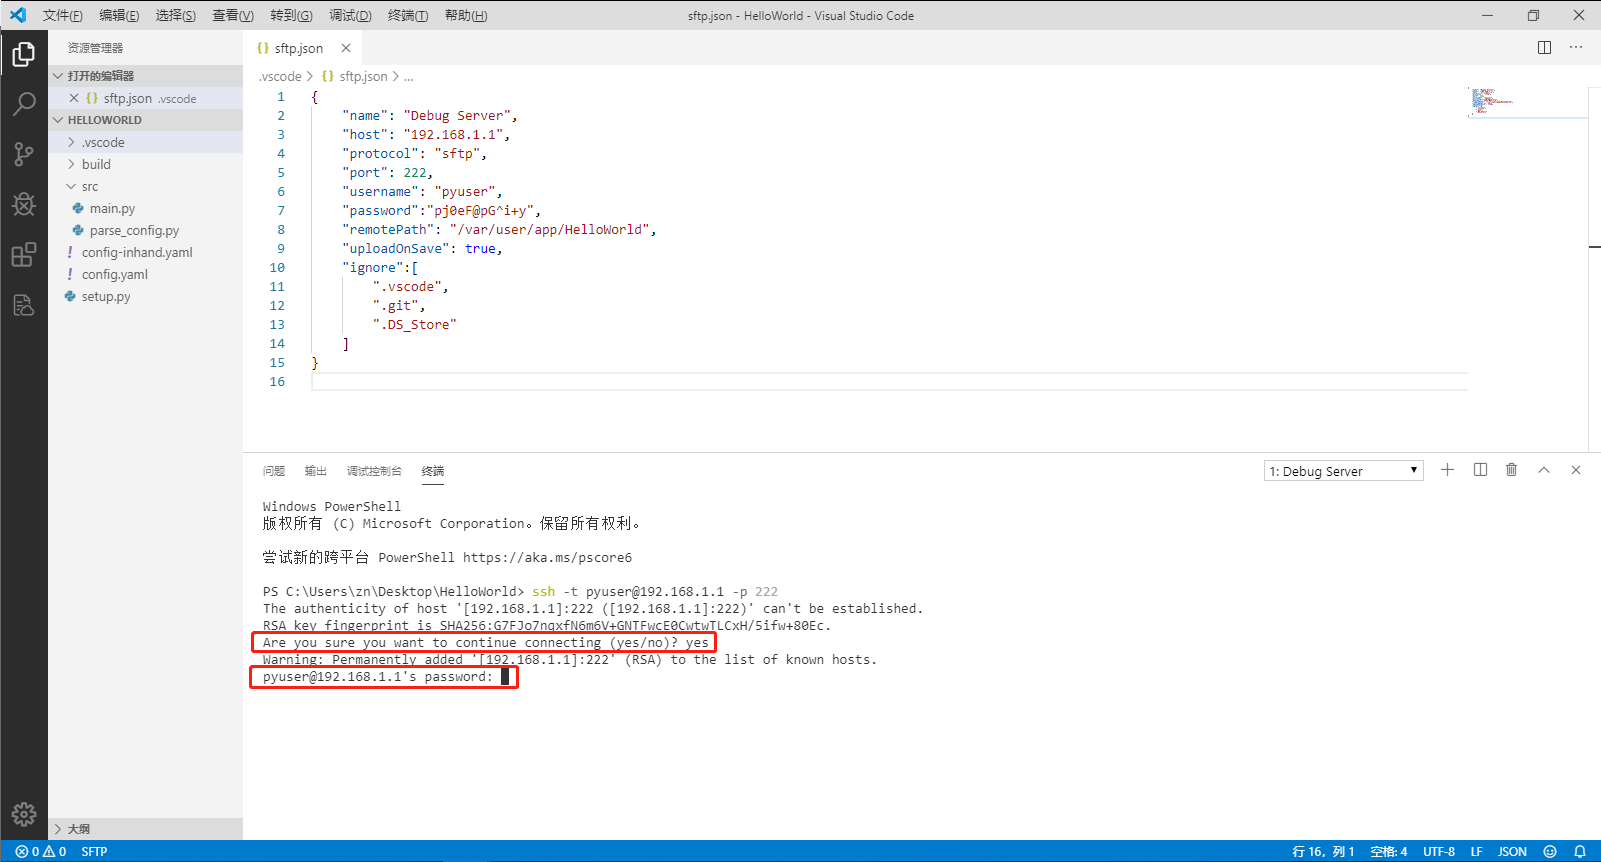 文件(F) 编辑(E) 选择(S) 查看(V) 转到(G) 调试(D) 终端(T) 帮助(H) sftp.json - HelloWorld - Visual Studio Code
资源管理器
打开的编辑器
sftp.json .vscode
HELLOWORLD
.vscode
build
src
main.py
parse_config.py
config-inhand.yaml
config.yaml
setup.py
大纲
{} sftp.json
.vscode > {} sftp.json > ...
1 {
2 "name": "Debug Server",
3 "host": "192.168.1.1",
4 "protocol": "sftp",
5 "port": 222,
6 "username": "pyuser",
7 "password":"pj0eF@pG^i+y",
8 "remotePath": "/var/user/app/HelloWorld",
9 "uploadOnSave": true,
10 "ignore":[
11 ".vscode",
12 ".git",
13 ".DS_Store"
14 ]
15 }
16
问题 输出 调试控制台 终端 1: Debug Server
Windows PowerShell
版权所有 (C) Microsoft Corporation。保留所有权利。
尝试新的跨平台 PowerShell https://aka.ms/pscore6
PS C:\Users\zn\Desktop\HelloWorld> ssh -t pyuser@192.168.1.1 -p 222
The authenticity of host '[192.168.1.1]:222 ([192.168.1.1]:222)' can't be established.
RSA key fingerprint is SHA256:G7FJo7nqxfN6m6V+GNTFwcE0CwtwTLCxH/5ifw+80Ec.
Are you sure you want to continue connecting (yes/no)? yes
Warning: Permanently added '[192.168.1.1]:222' (RSA) to the list of known hosts.
pyuser@192.168.1.1's password:
0 0 SFTP 行 16, 列 1 空格: 4 UTF-8 LF JSON